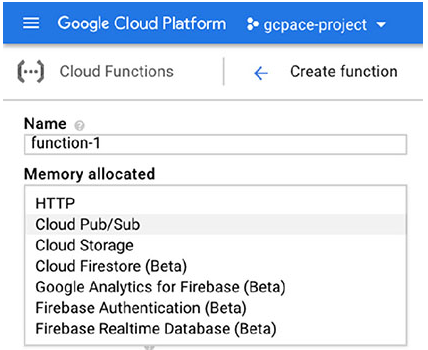 Google Cloud Platform gcpace-project
Cloud Functions Create function
Name
function-1
Memory allocated
HTTP
Cloud Pub/Sub
Cloud Storage
Cloud Firestore (Beta)
Google Analytics for Firebase (Beta)
Firebase Authentication (Beta)
Firebase Realtime Database (Beta)